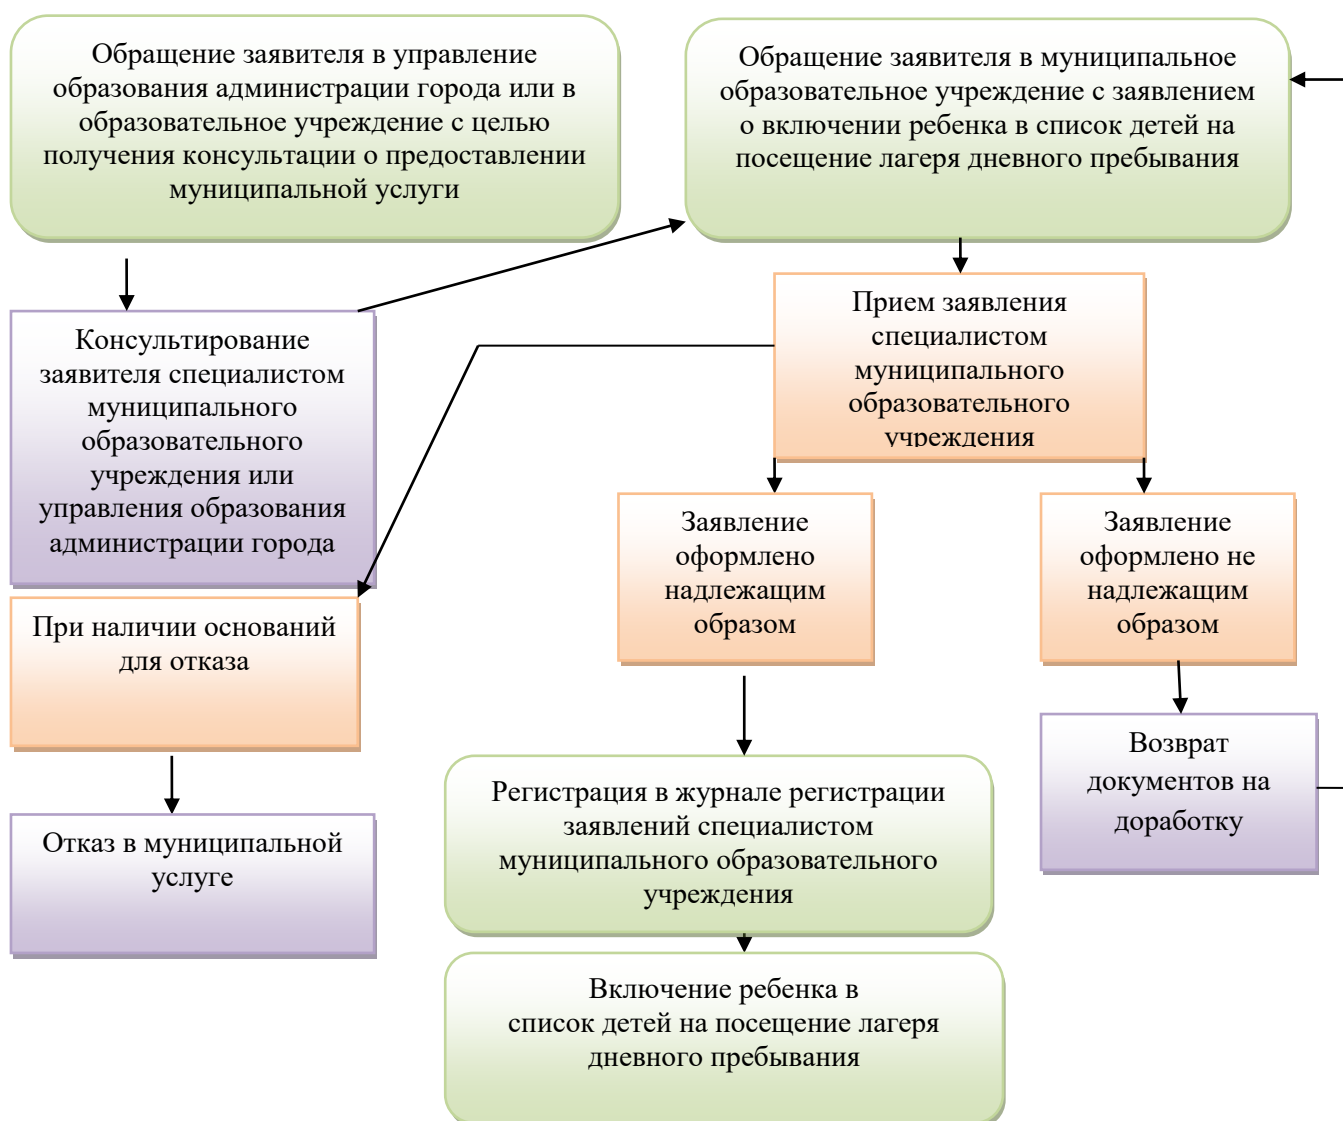 Обращение заявителя в управление
образования администрации города или в
образовательное учреждение с целью
получения консультации о предоставлении
муниципальной услуги
Обращение заявителя в муниципальное
образовательное учреждение с заявлением
о включении ребенка в список детей на
посещение лагеря дневного пребывания
Консультирование
заявителя специалистом
муниципального
образовательного
учреждения или
управления образования
администрации города
Прием заявления
специалистом
муниципального
образовательного
учреждения
Заявление
оформлено
надлежащим
образом
Заявление
оформлено не
надлежащим
образом
При наличии оснований
для отказа
Возврат
документов на
доработку
Регистрация в журнале регистрации
заявлений специалистом
муниципального образовательного
учреждения
Отказ в муниципальной
услуге
Включение ребенка в
список детей на посещение лагеря
дневного пребывания